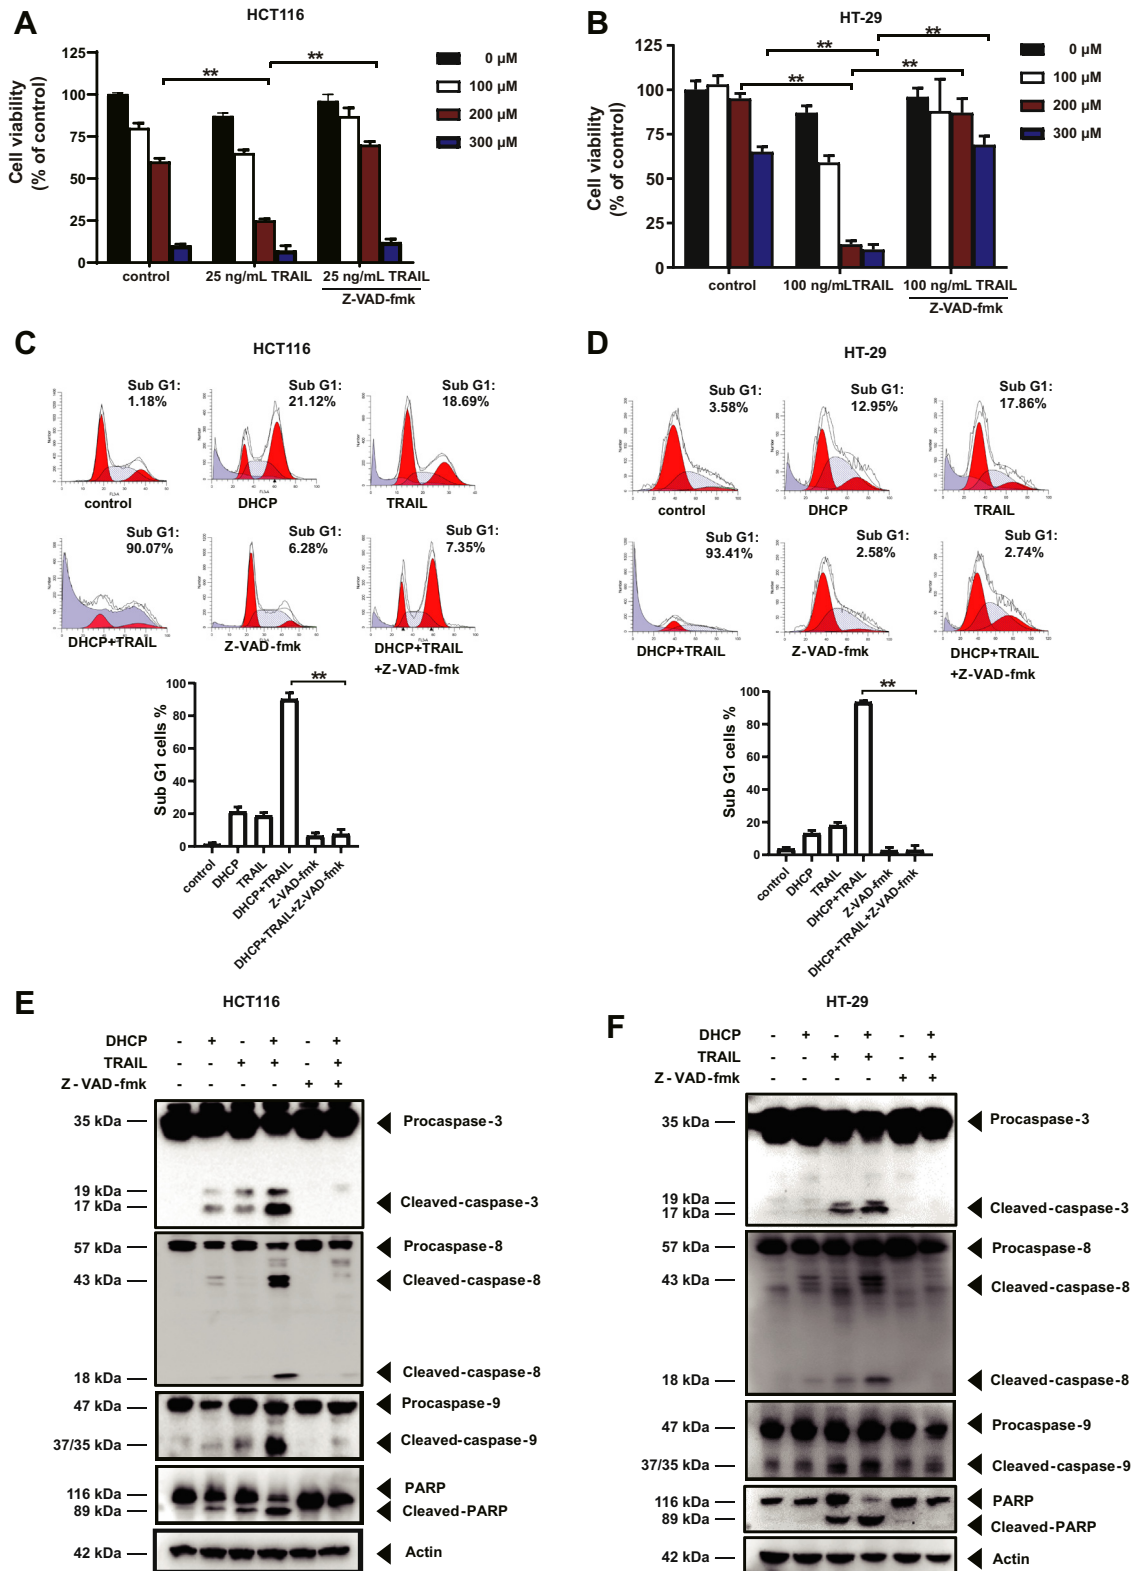 A
HCT116
Cell viability
(% of control)
125
100
75
50
25
0
0 µM
100 µM
200 µM
300 µM
**
**
control
25 ng/mL TRAIL
25 ng/mL TRAIL
Z-VAD-fmk
B
HT-29
Cell viability
(% of control)
125
100
75
50
25
0
0 µM
100 µM
200 µM
300 µM
**
**
**
**
control
100 ng/mLTRAIL
100 ng/mL TRAIL
Z-VAD-fmk
C
HCT116
Sub G1:
1.18%
control
Sub G1:
21.12%
DHCP
Sub G1:
18.69%
TRAIL
Sub G1:
90.07%
DHCP+TRAIL
Sub G1:
6.28%
Z-VAD-fmk
Sub G1:
7.35%
DHCP+TRAIL
+Z-VAD-fmk
Sub G1 cells %
100
80
60
40
20
0
**
control
DHCP
TRAIL
DHCP+TRAIL
Z-VAD-fmk
DHCP+TRAIL+Z-VAD-fmk
D
HT-29
Sub G1:
3.58%
control
Sub G1:
12.95%
DHCP
Sub G1:
17.86%
TRAIL
Sub G1:
93.41%
DHCP+TRAIL
Sub G1:
2.58%
Z-VAD-fmk
Sub G1:
2.74%
DHCP+TRAIL
+Z-VAD-fmk
Sub G1 cells %
100
80
60
40
20
0
**
control
DHCP
TRAIL
DHCP+TRAIL
Z-VAD-fmk
DHCP+TRAIL+Z-VAD-fmk
E
HCT116
DHCP - + - + - +
TRAIL - - + + - +
Z-VAD-fmk - - - - + +
35 kDa Procaspase-3
19 kDa
17 kDa Cleaved-caspase-3
57 kDa Procaspase-8
43 kDa Cleaved-caspase-8
18 kDa Cleaved-caspase-8
47 kDa Procaspase-9
37/35 kDa Cleaved-caspase-9
116 kDa PARP
89 kDa Cleaved-PARP
42 kDa Actin
F
HT-29
DHCP - + - + - +
TRAIL - - + + - +
Z-VAD-fmk - - - - + +
35 kDa Procaspase-3
19 kDa
17 kDa Cleaved-caspase-3
57 kDa Procaspase-8
43 kDa Cleaved-caspase-8
18 kDa Cleaved-caspase-8
47 kDa Procaspase-9
37/35 kDa Cleaved-caspase-9
116 kDa PARP
89 kDa Cleaved-PARP
42 kDa Actin